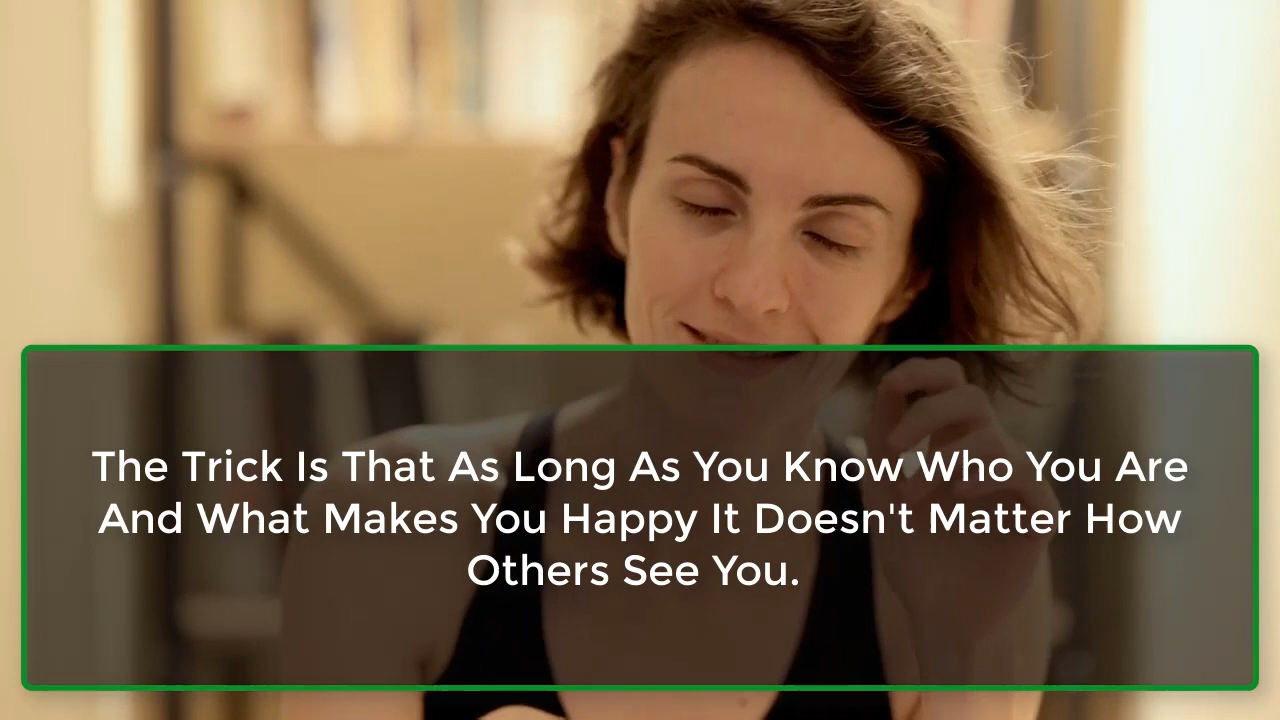 The Trick Is That As Long As You Know Who You Are
And What Makes You Happy It Doesn't Matter How
Others See You.